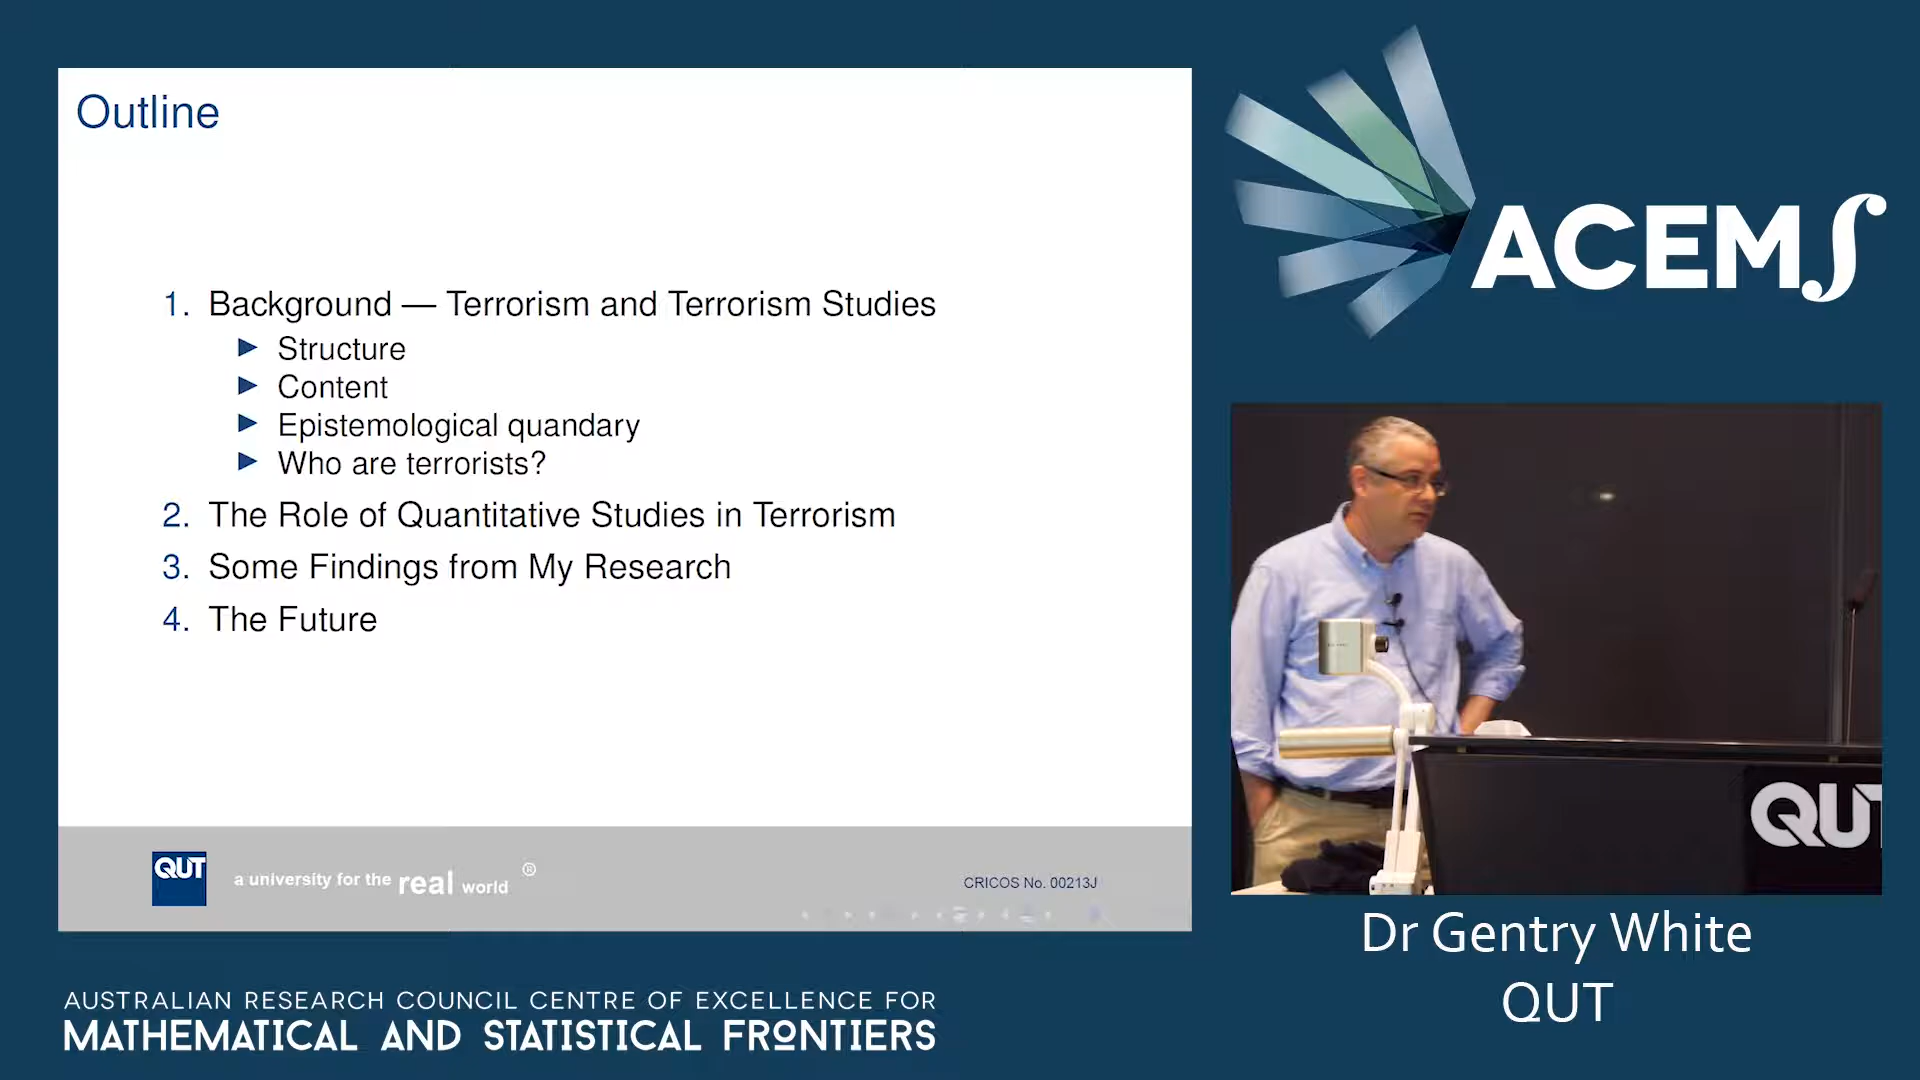 Outline
1. Background — Terrorism and Terrorism Studies
Structure
Content
Epistemological quandary
Who are terrorists?
2. The Role of Quantitative Studies in Terrorism
3. Some Findings from My Research
4. The Future
QUT
a university for the real world ®
CRICOS No. 00213J
ACEMS
QUT
Dr Gentry White
QUT
AUSTRALIAN RESEARCH COUNCIL CENTRE OF EXCELLENCE FOR
MATHEMATICAL AND STATISTICAL FRONTIERS